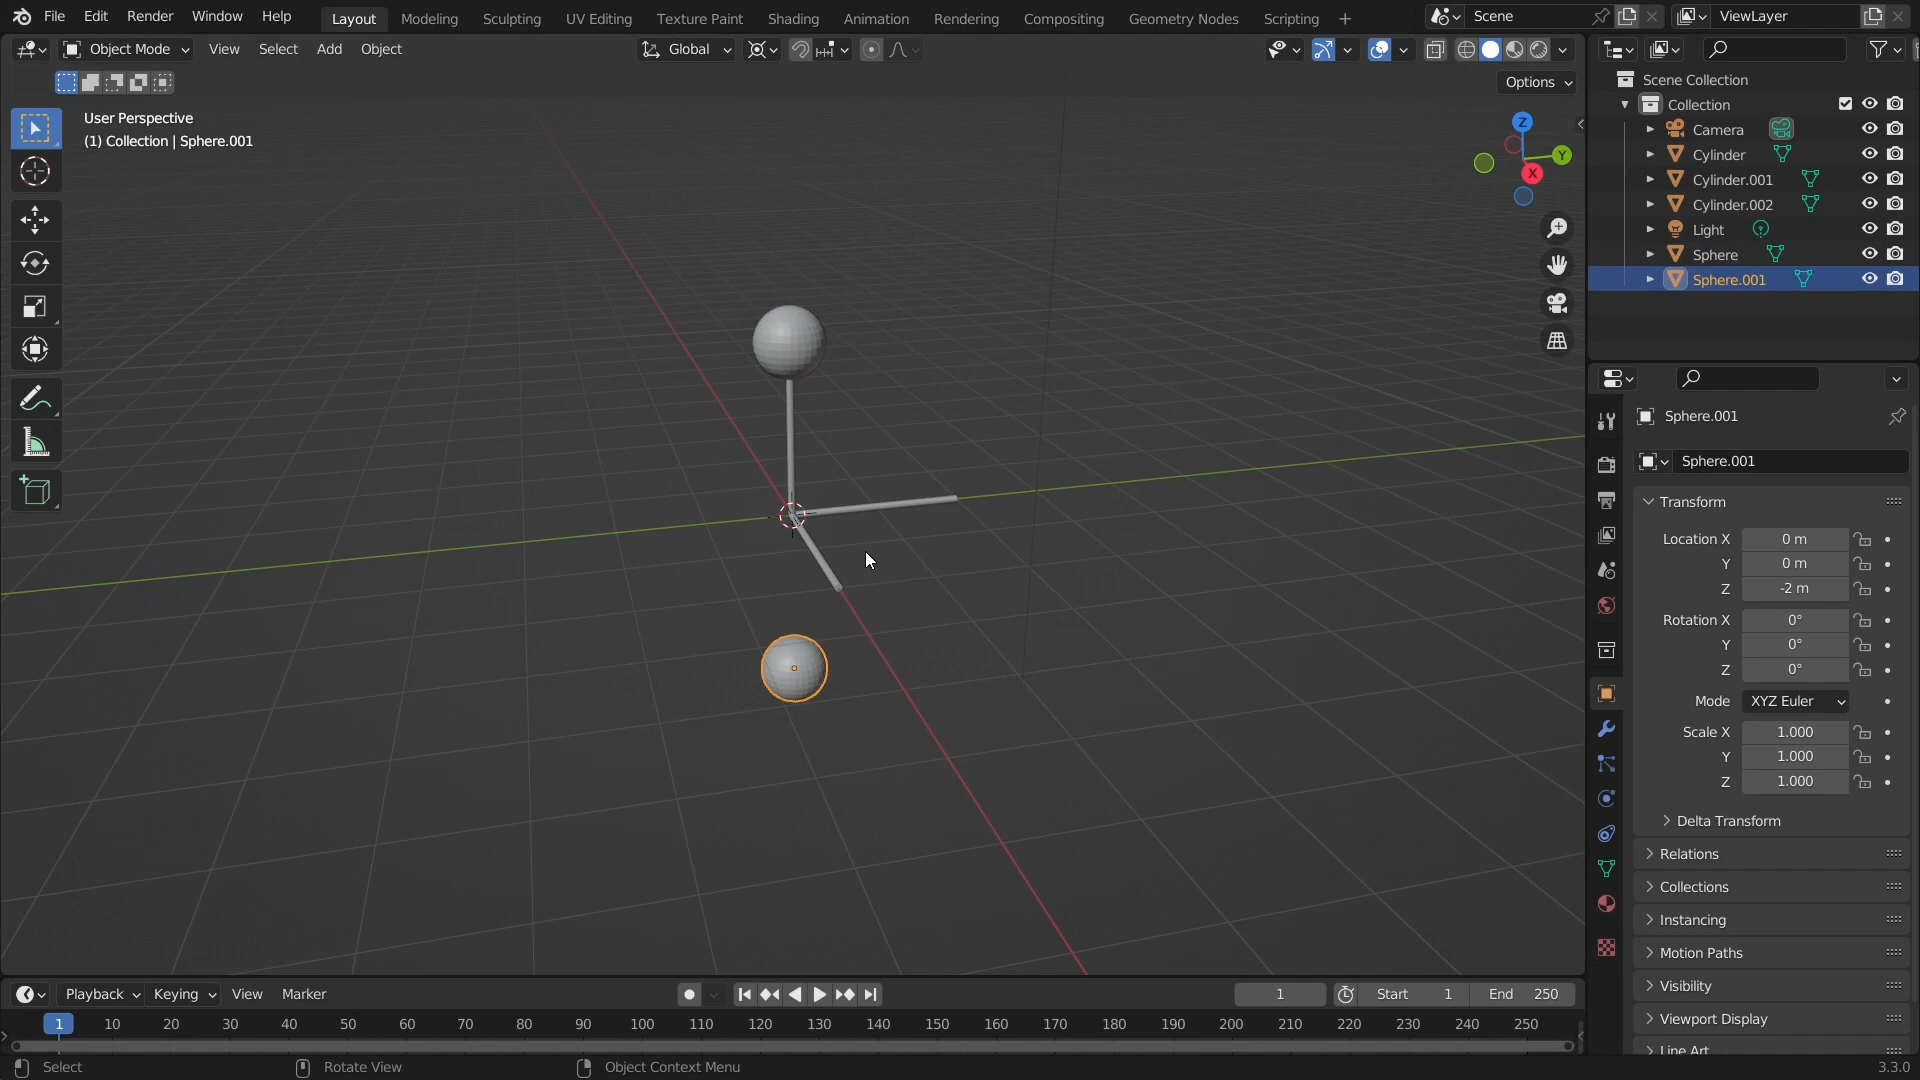 File Edit Render Window Help Layout Modeling Sculpting UV Editing Texture Paint Shading Animation Rendering Compositing Geometry Nodes Scripting + Scene ViewLayer
Object Mode View Select Add Object Global
Options
User Perspective
(1) Collection | Sphere.001
Z
Y
X
Scene Collection
Collection
Camera
Cylinder
Cylinder.001
Cylinder.002
Light
Sphere
Sphere.001
Sphere.001
Sphere.001
Transform
Location X 0 m
Y 0 m
Z -2 m
Rotation X 0°
Y 0°
Z 0°
Mode XYZ Euler
Scale X 1.000
Y 1.000
Z 1.000
Delta Transform
Relations
Collections
Instancing
Motion Paths
Visibility
Viewport Display
Line Art
Playback Keying View Marker 1 Start 1 End 250
1 10 20 30 40 50 60 70 80 90 100 110 120 130 140 150 160 170 180 190 200 210 220 230 240 250
Select Rotate View Object Context Menu 3.3.0